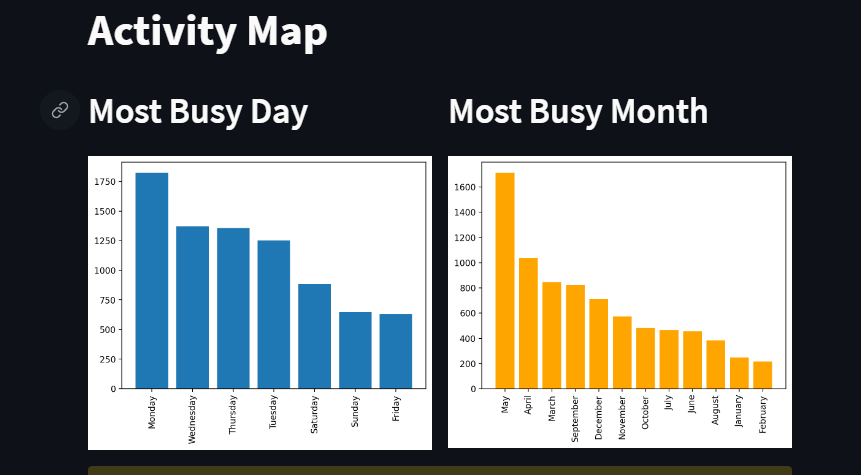 Activity Map
Most Busy Day
Most Busy Month
1750
1500
1250
1000
750
500
250
0
Monday
Wednesday
Thursday
Tuesday
Saturday
Sunday
Friday
1600
1400
1200
1000
800
600
400
200
0
May
April
March
September
December
November
October
July
June
August
January
February